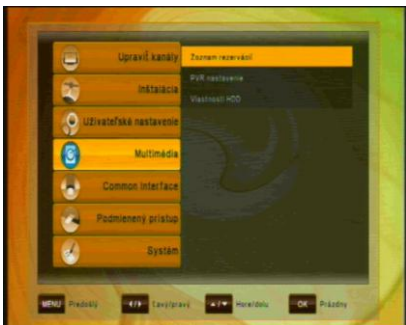 Upraviť kanály
Inštalácia
Užívateľská nastavenie
Multimédia
Common Interface
Podmienený prístup
Systém
Zoznam rezervácií
PVR nastavenie
Vlastnosti HDD
MENU Predošlý
Ľavý/pravý
Hore/dolu
OK Prázdny